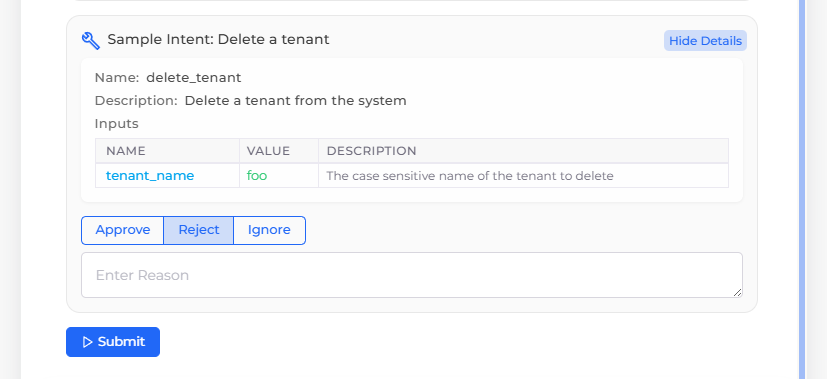 Sample Intent: Delete a tenant
Hide Details
Name: delete_tenant
Description: Delete a tenant from the system
Inputs
NAME VALUE DESCRIPTION
tenant_name foo The case sensitive name of the tenant to delete
Approve Reject Ignore
Enter Reason
Submit